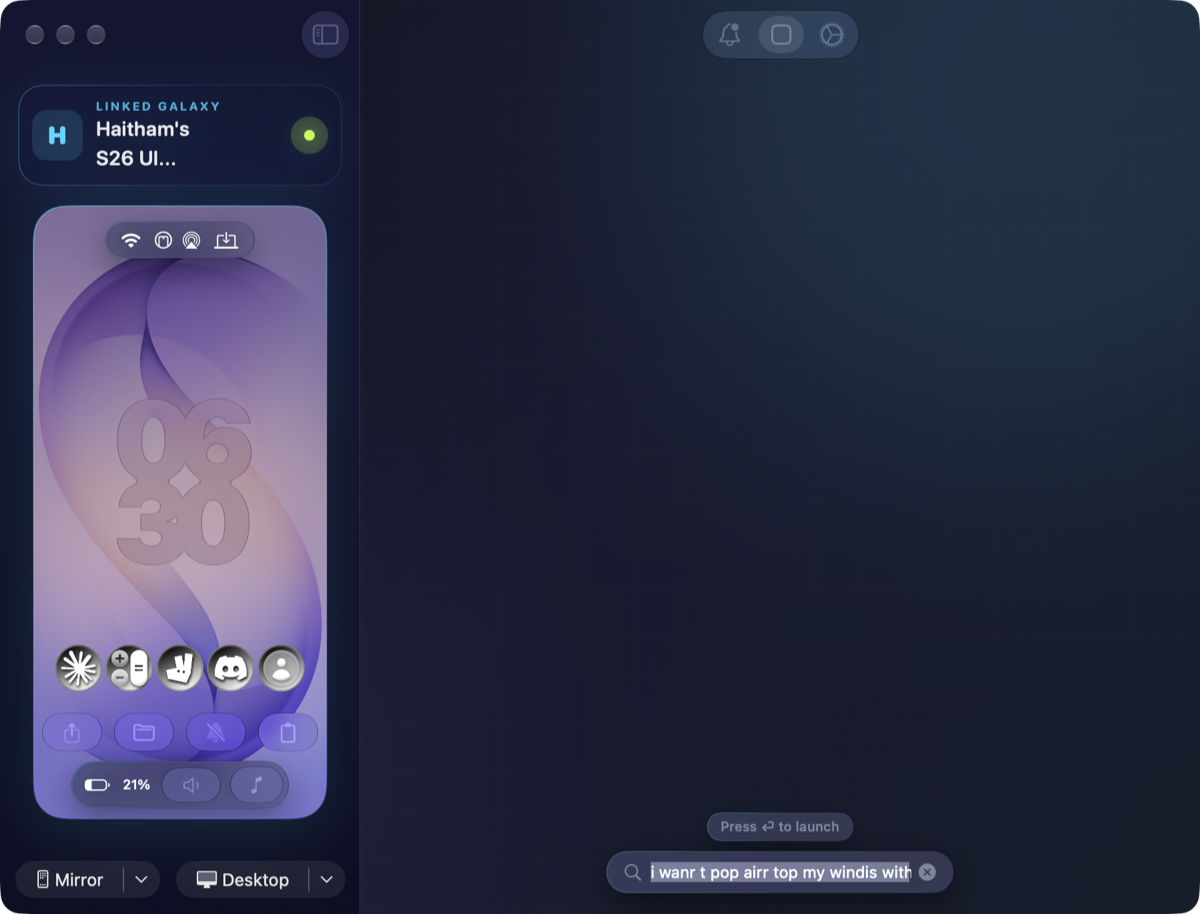 LINKED GALAXY
H
Haitham's
S26 Ul...
06
30
21%
Mirror
Desktop
Press ⏎ to launch
i wanr t pop airr top my windis with